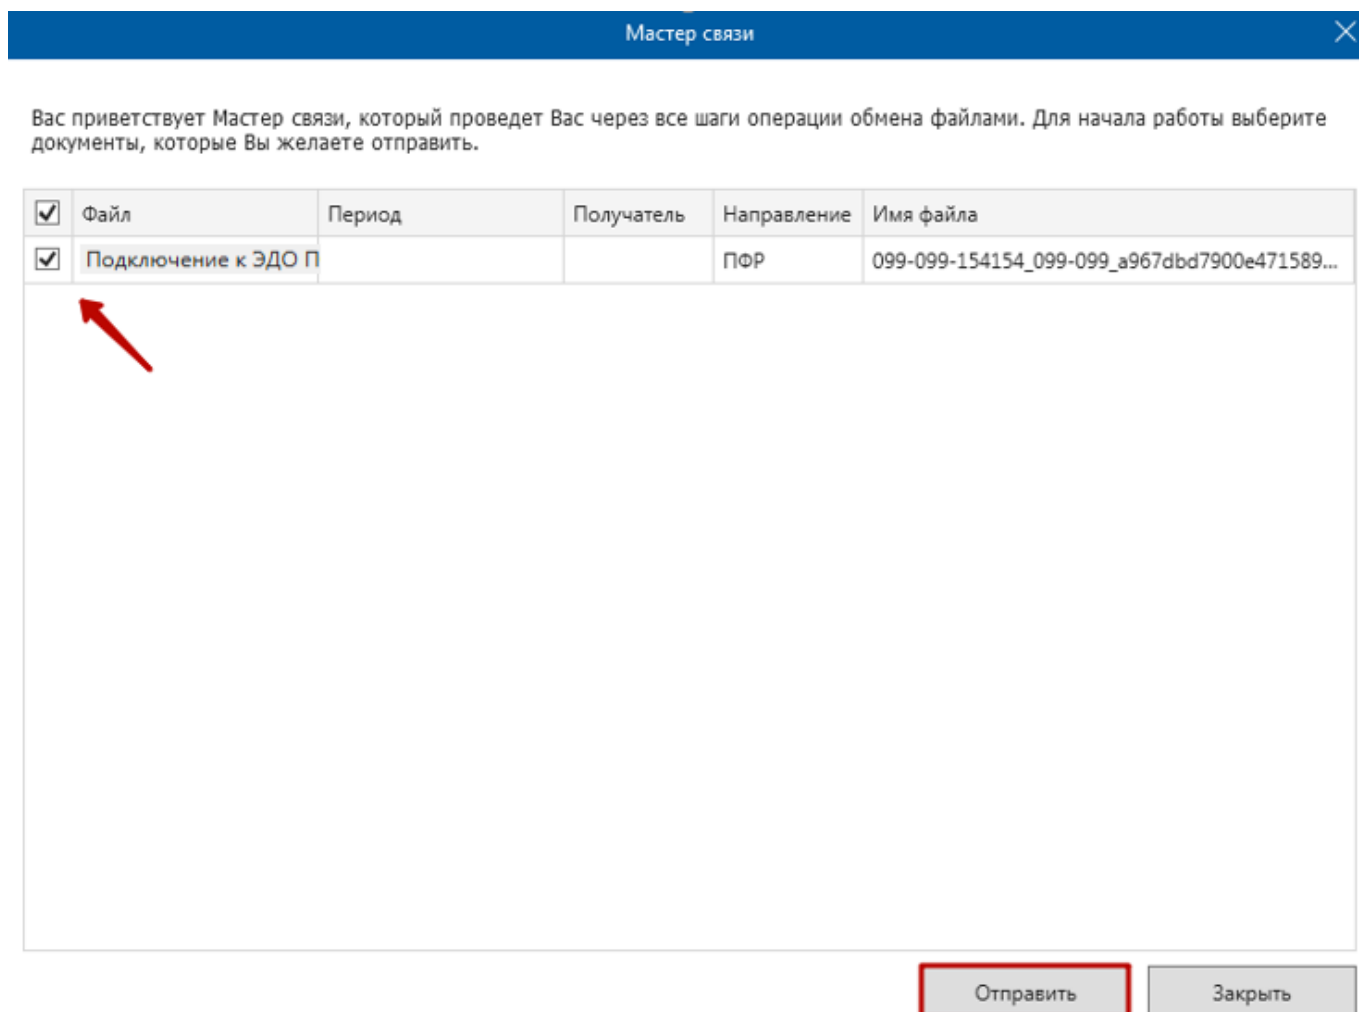 Мастер связи
Вас приветствует Мастер связи, который проведет Вас через все шаги операции обмена файлами. Для начала работы выберите
документы, которые Вы желаете отправить.
Файл Период Получатель Направление Имя файла
Подключение к ЭДО П ПФР 099-099-154154_099-099_a967dbd7900e471589...
Отправить Закрыть